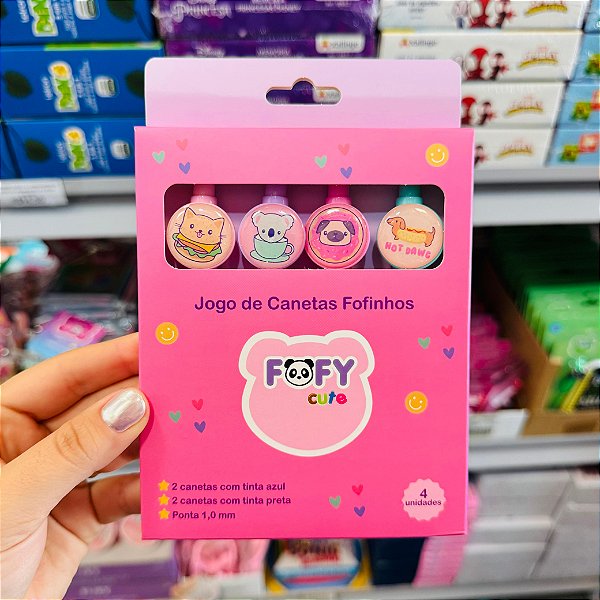 HOT DAWG
Jogo de Canetas Fofinhos
FOFY
cute
2 canetas com tinta azul
2 canetas com tinta preta
Ponta 1,0 mm
4
unidades